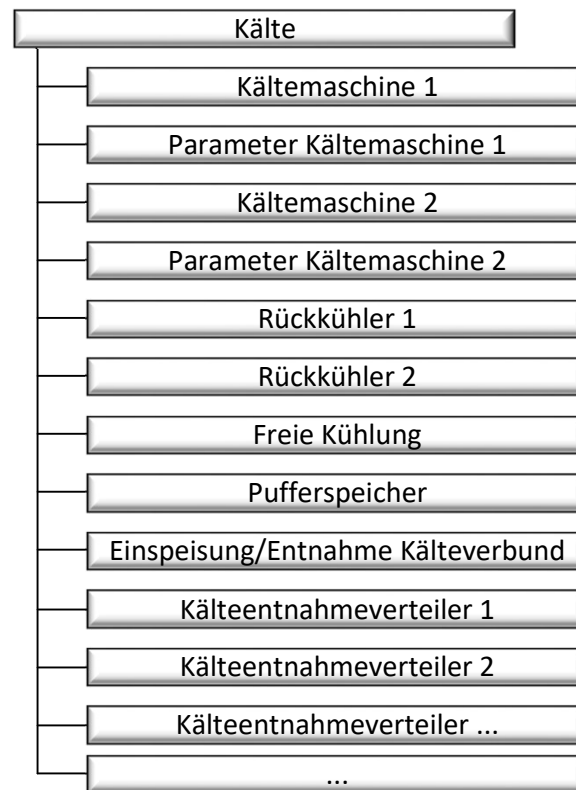 Kälte
Kältemaschine 1
Parameter Kältemaschine 1
Kältemaschine 2
Parameter Kältemaschine 2
Rückkühler 1
Rückkühler 2
Freie Kühlung
Pufferspeicher
Einspeisung/Entnahme Kälteverbund
Kälteentnahmeverteiler 1
Kälteentnahmeverteiler 2
Kälteentnahmeverteiler ...
...